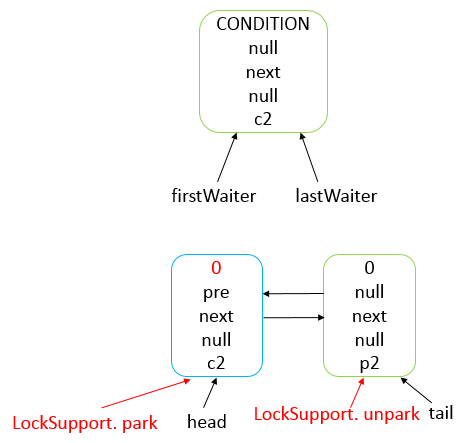 CONDITION
null
next
null
c2
firstWaiter
lastWaiter
0
pre
next
null
c2
0
null
next
null
p2
LockSupport. park
head
LockSupport. unpark
tail